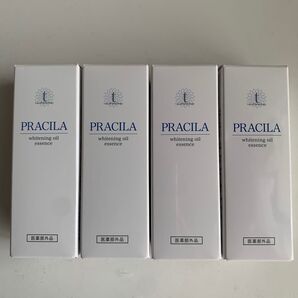 t
PRACILA
whitening oil
essence
医薬部外品
t
PRACILA
whitening oil
essence
医薬部外品
t
PRACILA
whitening oil
essence
医薬部外品
t
PRACILA
whitening oil
essence
医薬部外品